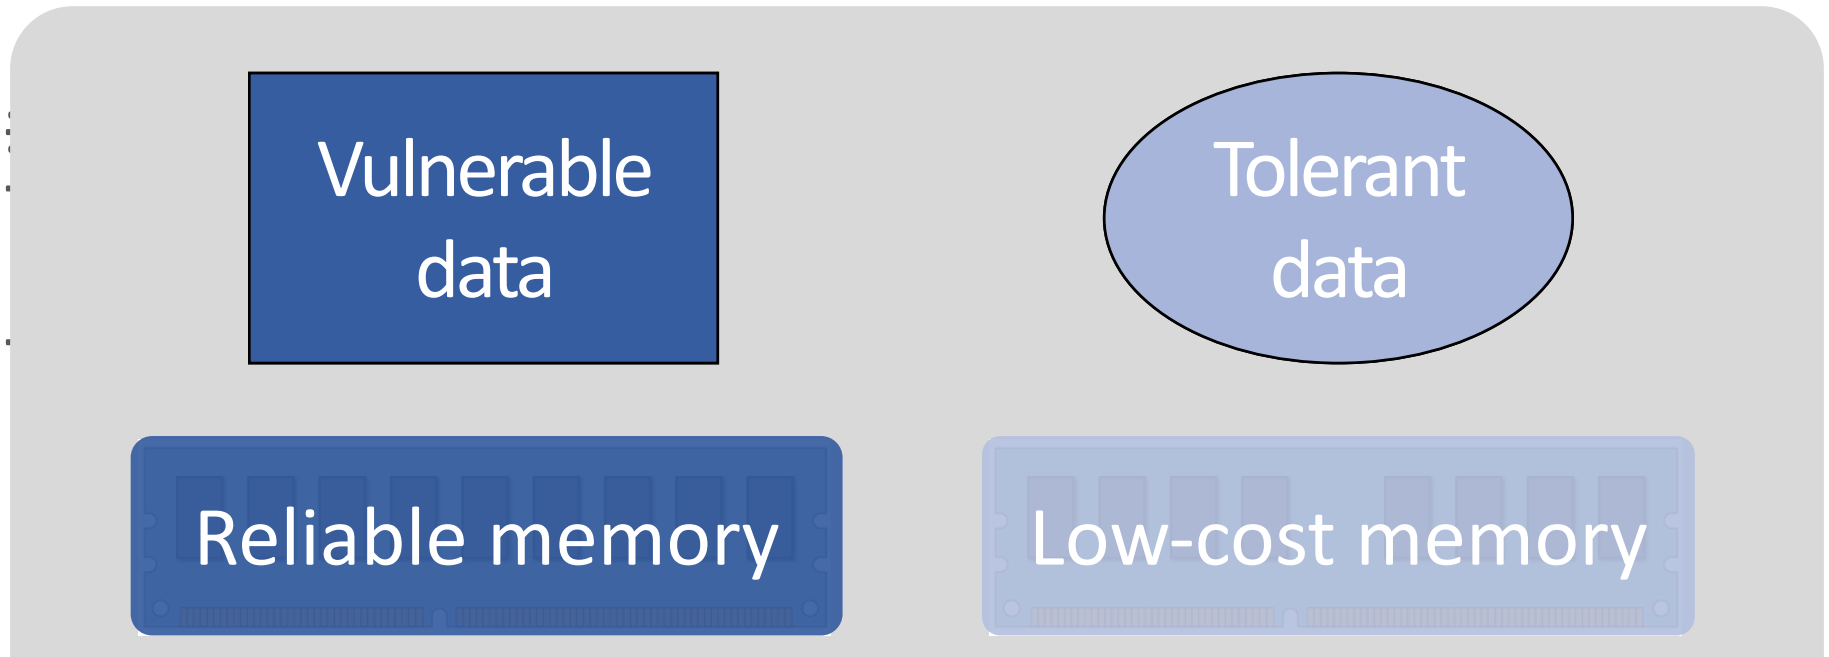 Vulnerable
data
Tolerant
data
Reliable memory
Low-cost memory